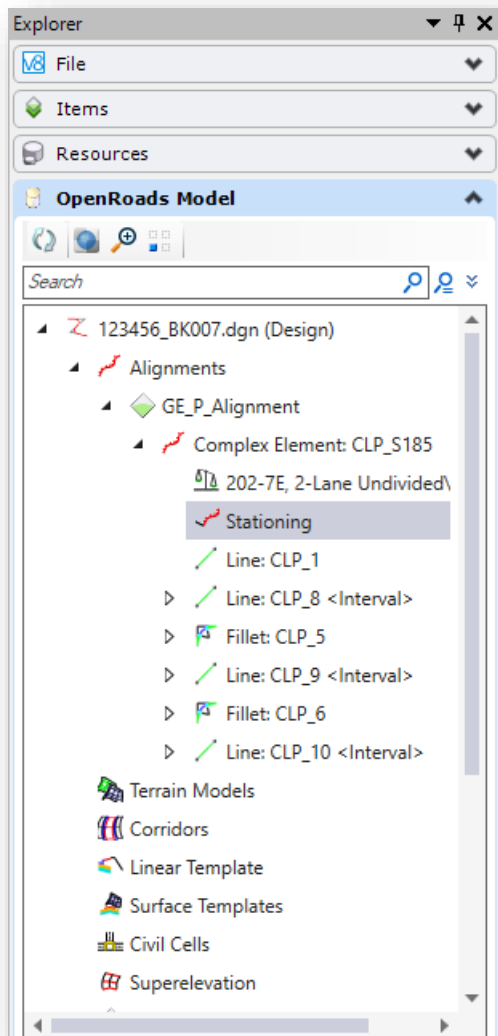 Explorer
File
Items
Resources
OpenRoads Model
Search
123456_BK007.dgn (Design)
Alignments
GE_P_Alignment
Complex Element: CLP_S185
202-7E, 2-Lane Undivided\
Stationing
Line: CLP_1
Line: CLP_8 <Interval>
Fillet: CLP_5
Line: CLP_9 <Interval>
Fillet: CLP_6
Line: CLP_10 <Interval>
Terrain Models
Corridors
Linear Template
Surface Templates
Civil Cells
Superelevation